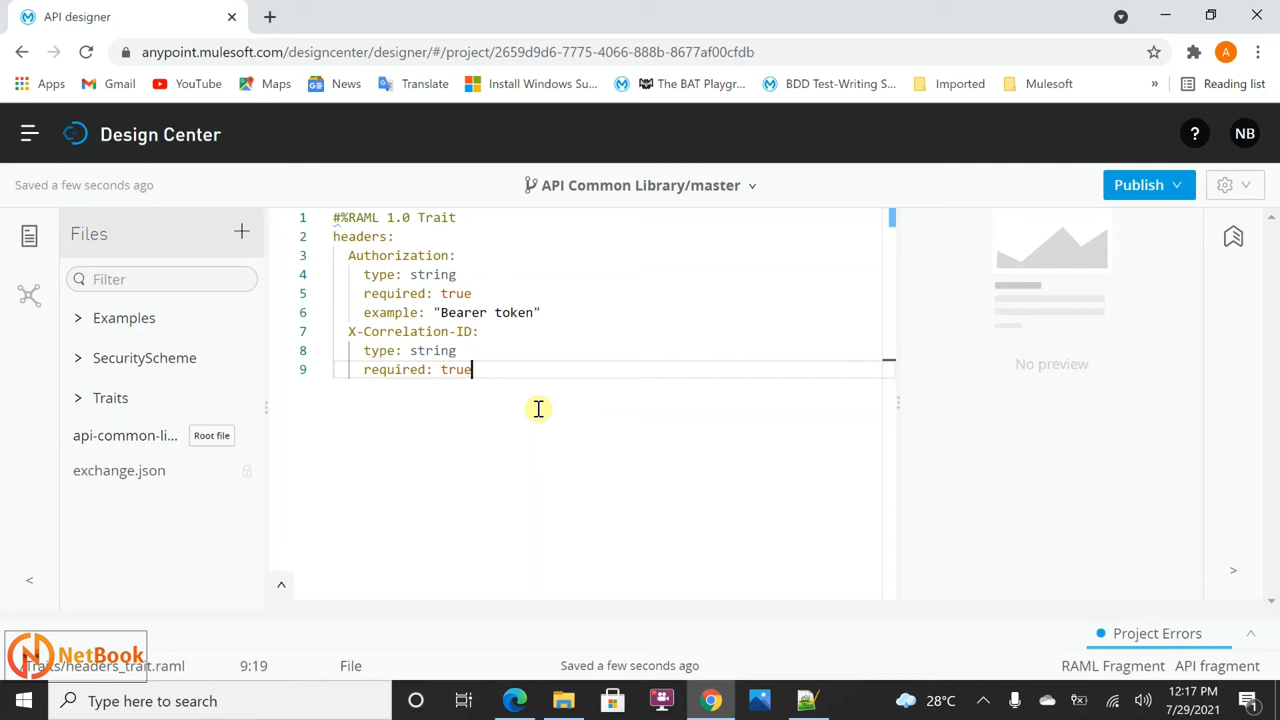 API designer
anypoint.mulesoft.com/designcenter/designer/#/project/2659d9d6-7775-4066-888b-8677af00cfdb
A
Apps Gmail YouTube Maps News Translate Install Windows Su... The BAT Playgr... BDD Test-Writing S... Imported Mulesoft » Reading list
Design Center
? NB
Saved a few seconds ago
API Common Library/master
Publish
Files
Filter
Examples
SecurityScheme
Traits
api-common-li... Root file
exchange.json
1 #%RAML 1.0 Trait
2 headers:
3 Authorization:
4 type: string
5 required: true
6 example: "Bearer token"
7 X-Correlation-ID:
8 type: string
9 required: true
No preview
Project Errors
NetBook
/Traits/headers_trait.raml 9:19 File Saved a few seconds ago RAML Fragment API fragment
Type here to search
28°C
12:17 PM
7/29/2021
1